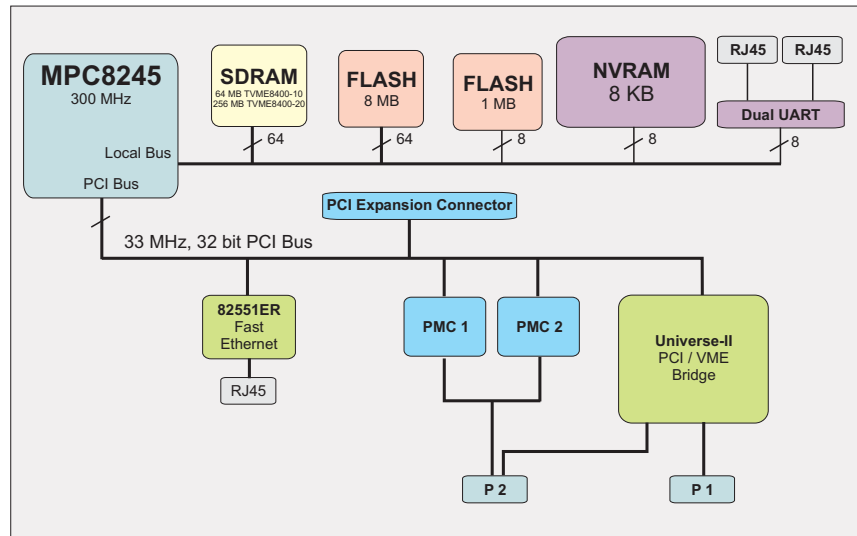 MPC8245
300 MHz
Local Bus
PCI Bus
SDRAM
64 MB TVME8400-10
256 MB TVME8400-20
64
FLASH
8 MB
64
FLASH
1 MB
8
NVRAM
8 KB
8
RJ45
RJ45
Dual UART
8
PCI Expansion Connector
33 MHz, 32 bit PCI Bus
82551ER
Fast
Ethernet
RJ45
PMC 1
PMC 2
Universe-II
PCI / VME
Bridge
P 2
P 1